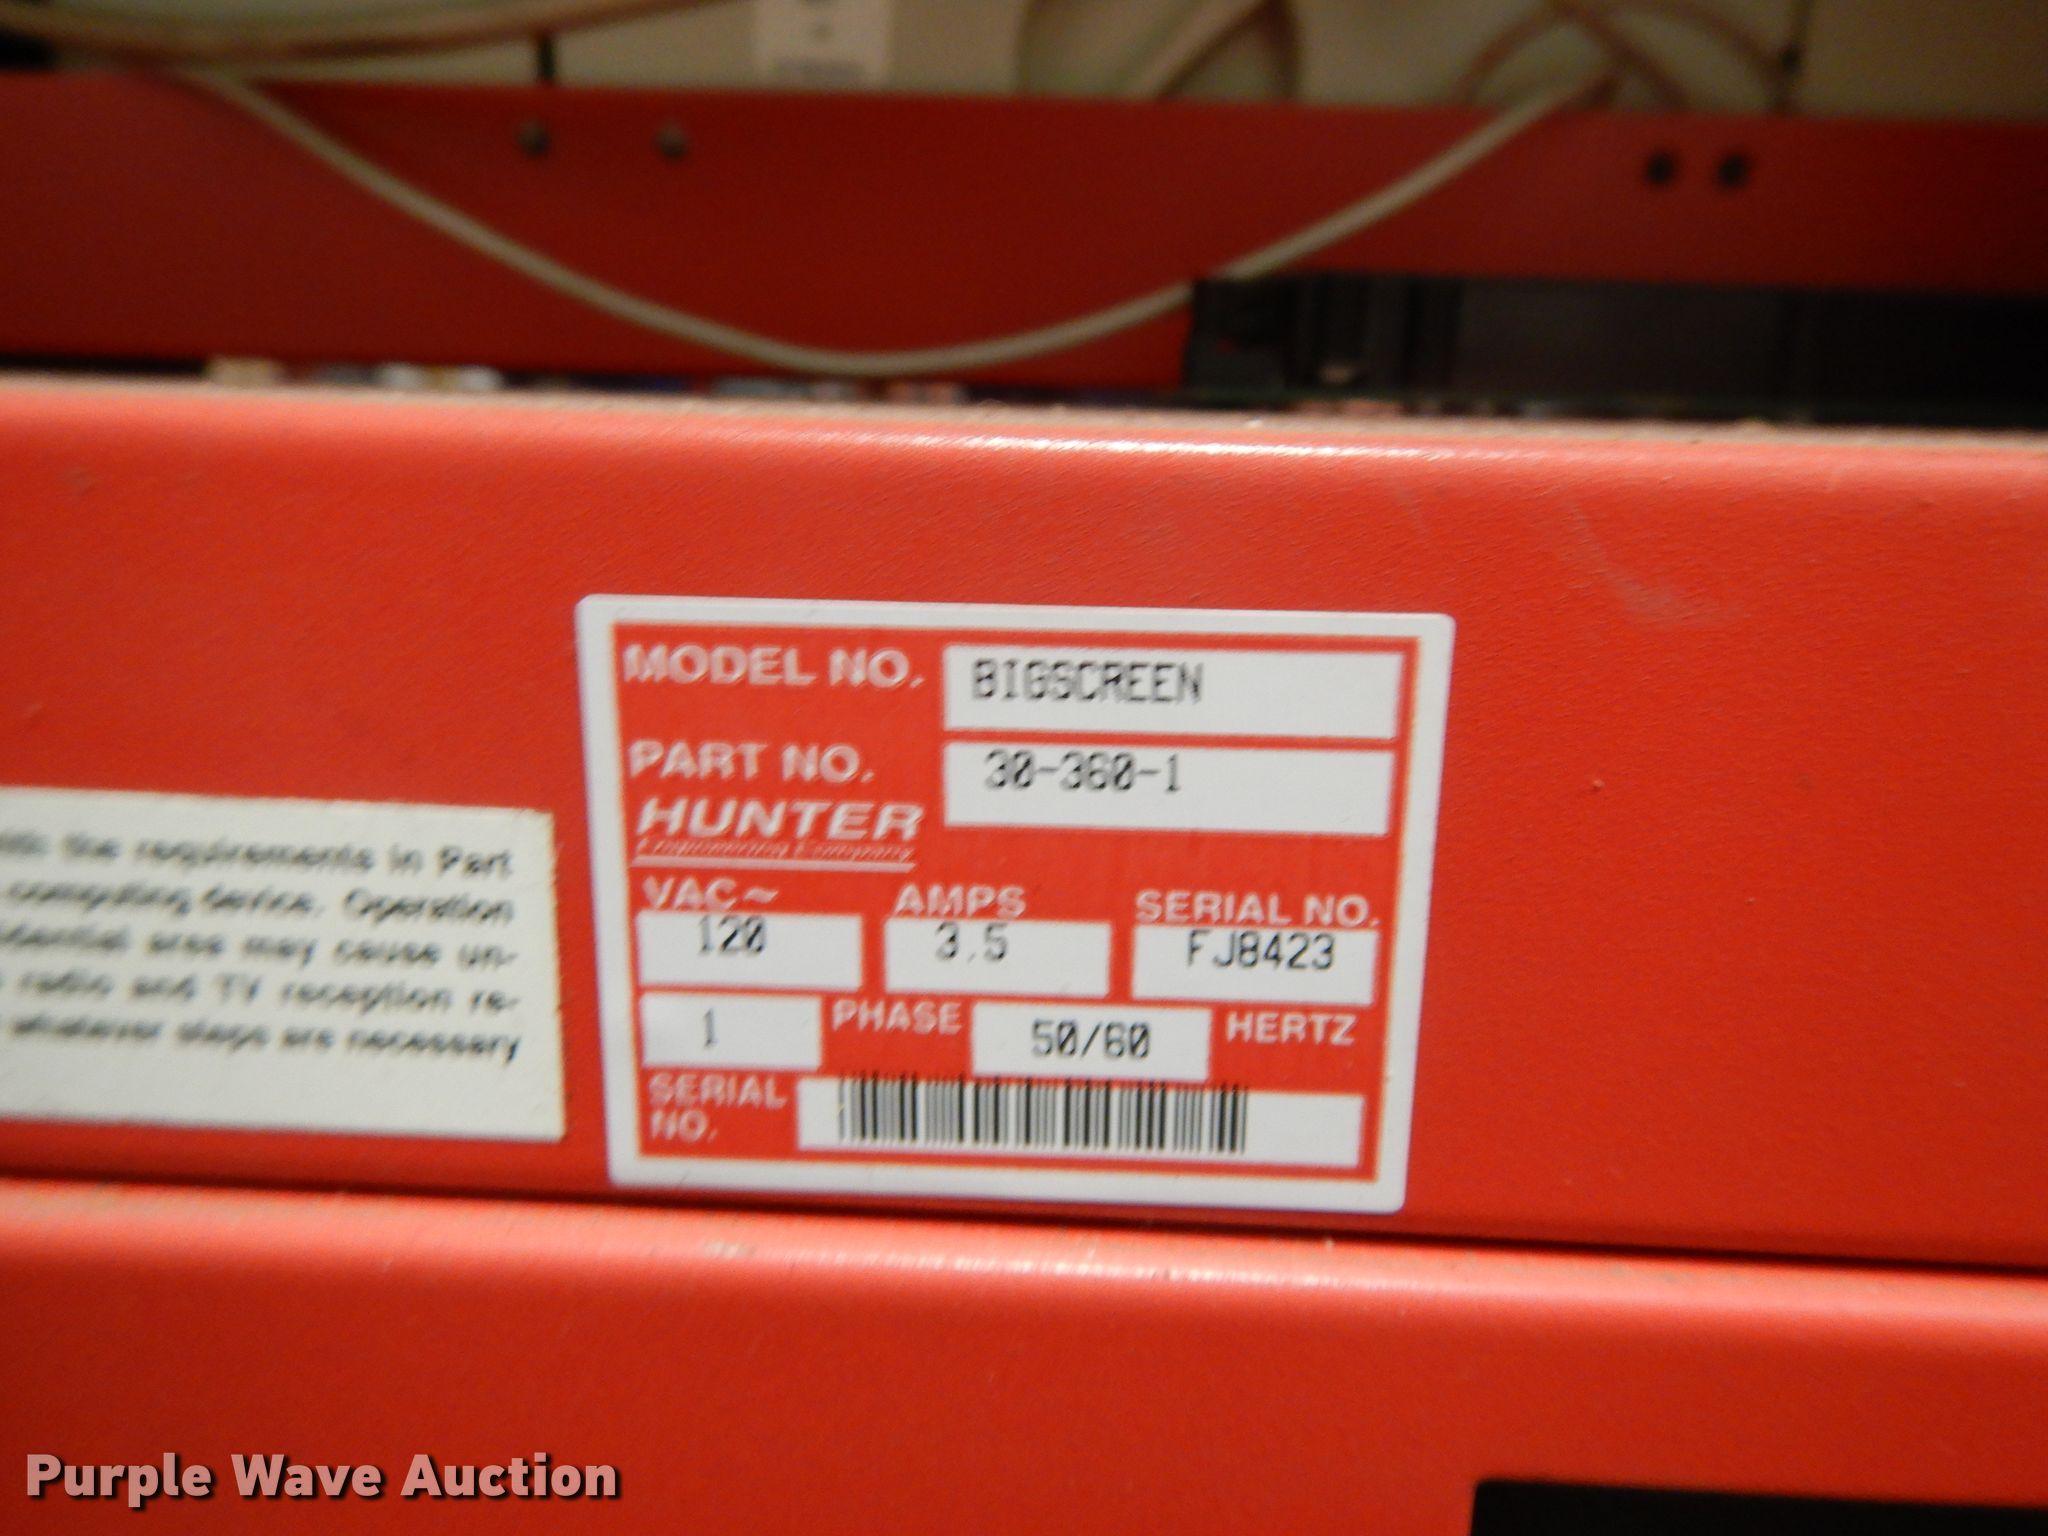 MODEL NO. BIGSCREEN
PART NO. 30-360-1
HUNTER
Engineering Company
VAC~ AMPS SERIAL NO.
120 3.5 FJ8423
1 PHASE 50/60 HERTZ
SERIAL
NO.
the requirements in Part
computing device. Operation
area may cause un-
radio and TV reception re-
whatever steps are necessary
Purple Wave Auction